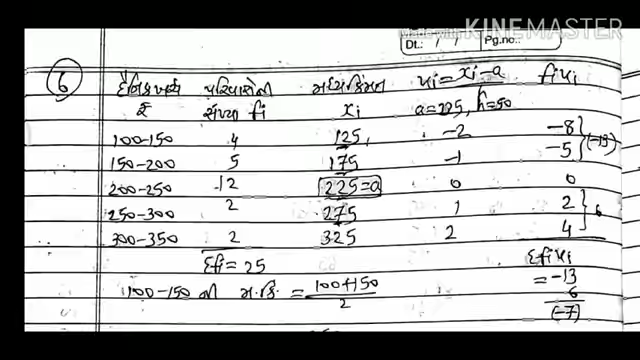 Made with KINEMASTER
Dt.: / / Pg.no.:
6 દૈનિક ખર્ચ પરિવારોની મધ્યકિંમત ui = xi-a fiui
₹ સંખ્યા fi xi a=225, h=50 h
100-150 4 125, -2 -8
150-200 5 175 -1 -5 (-13)
200-250 12 225=a 0 0
250-300 2 275 1 2
300-350 2 325 2 4 6
Σfi = 25 Σfiui
100-150 ની મ.કિં. = 100+150 = -13
2 6
(-7)